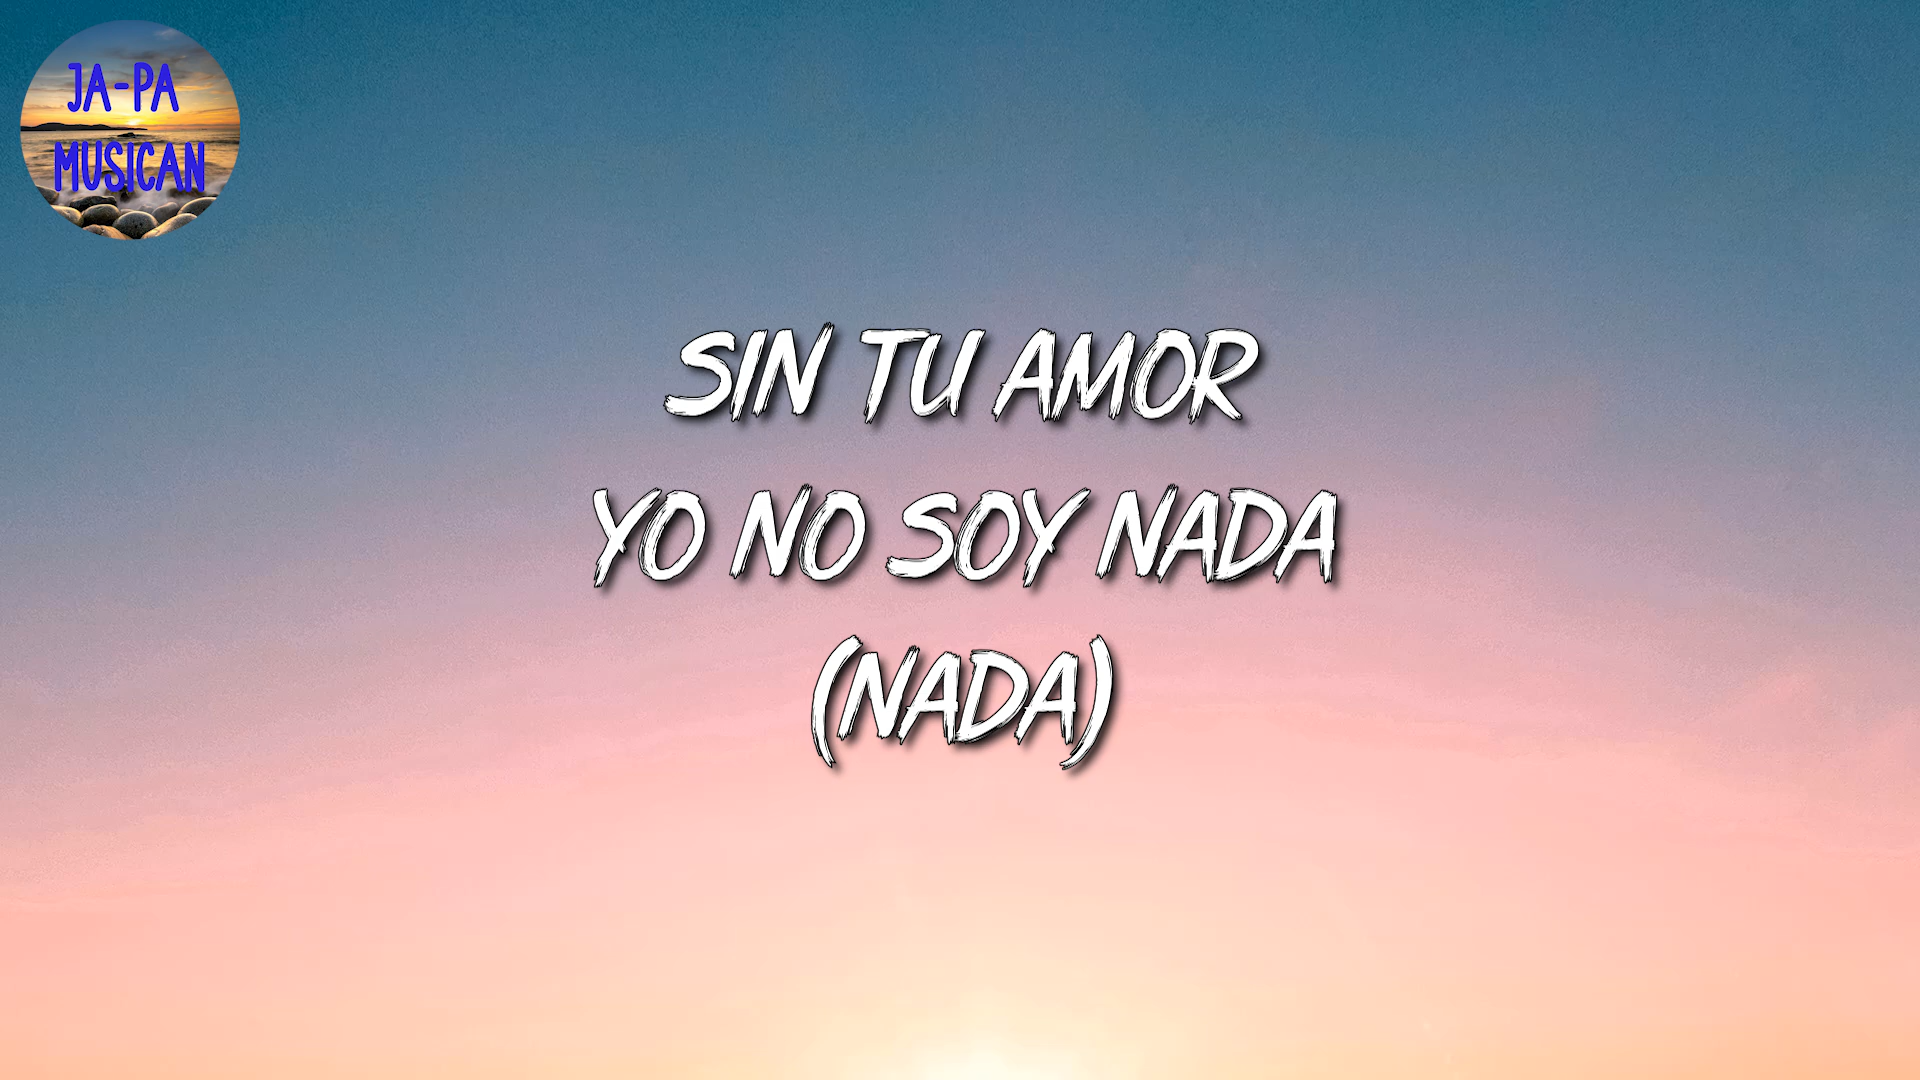 JA-PA
MUSICAN
SIN TU AMOR
YO NO SOY NADA
(NADA)